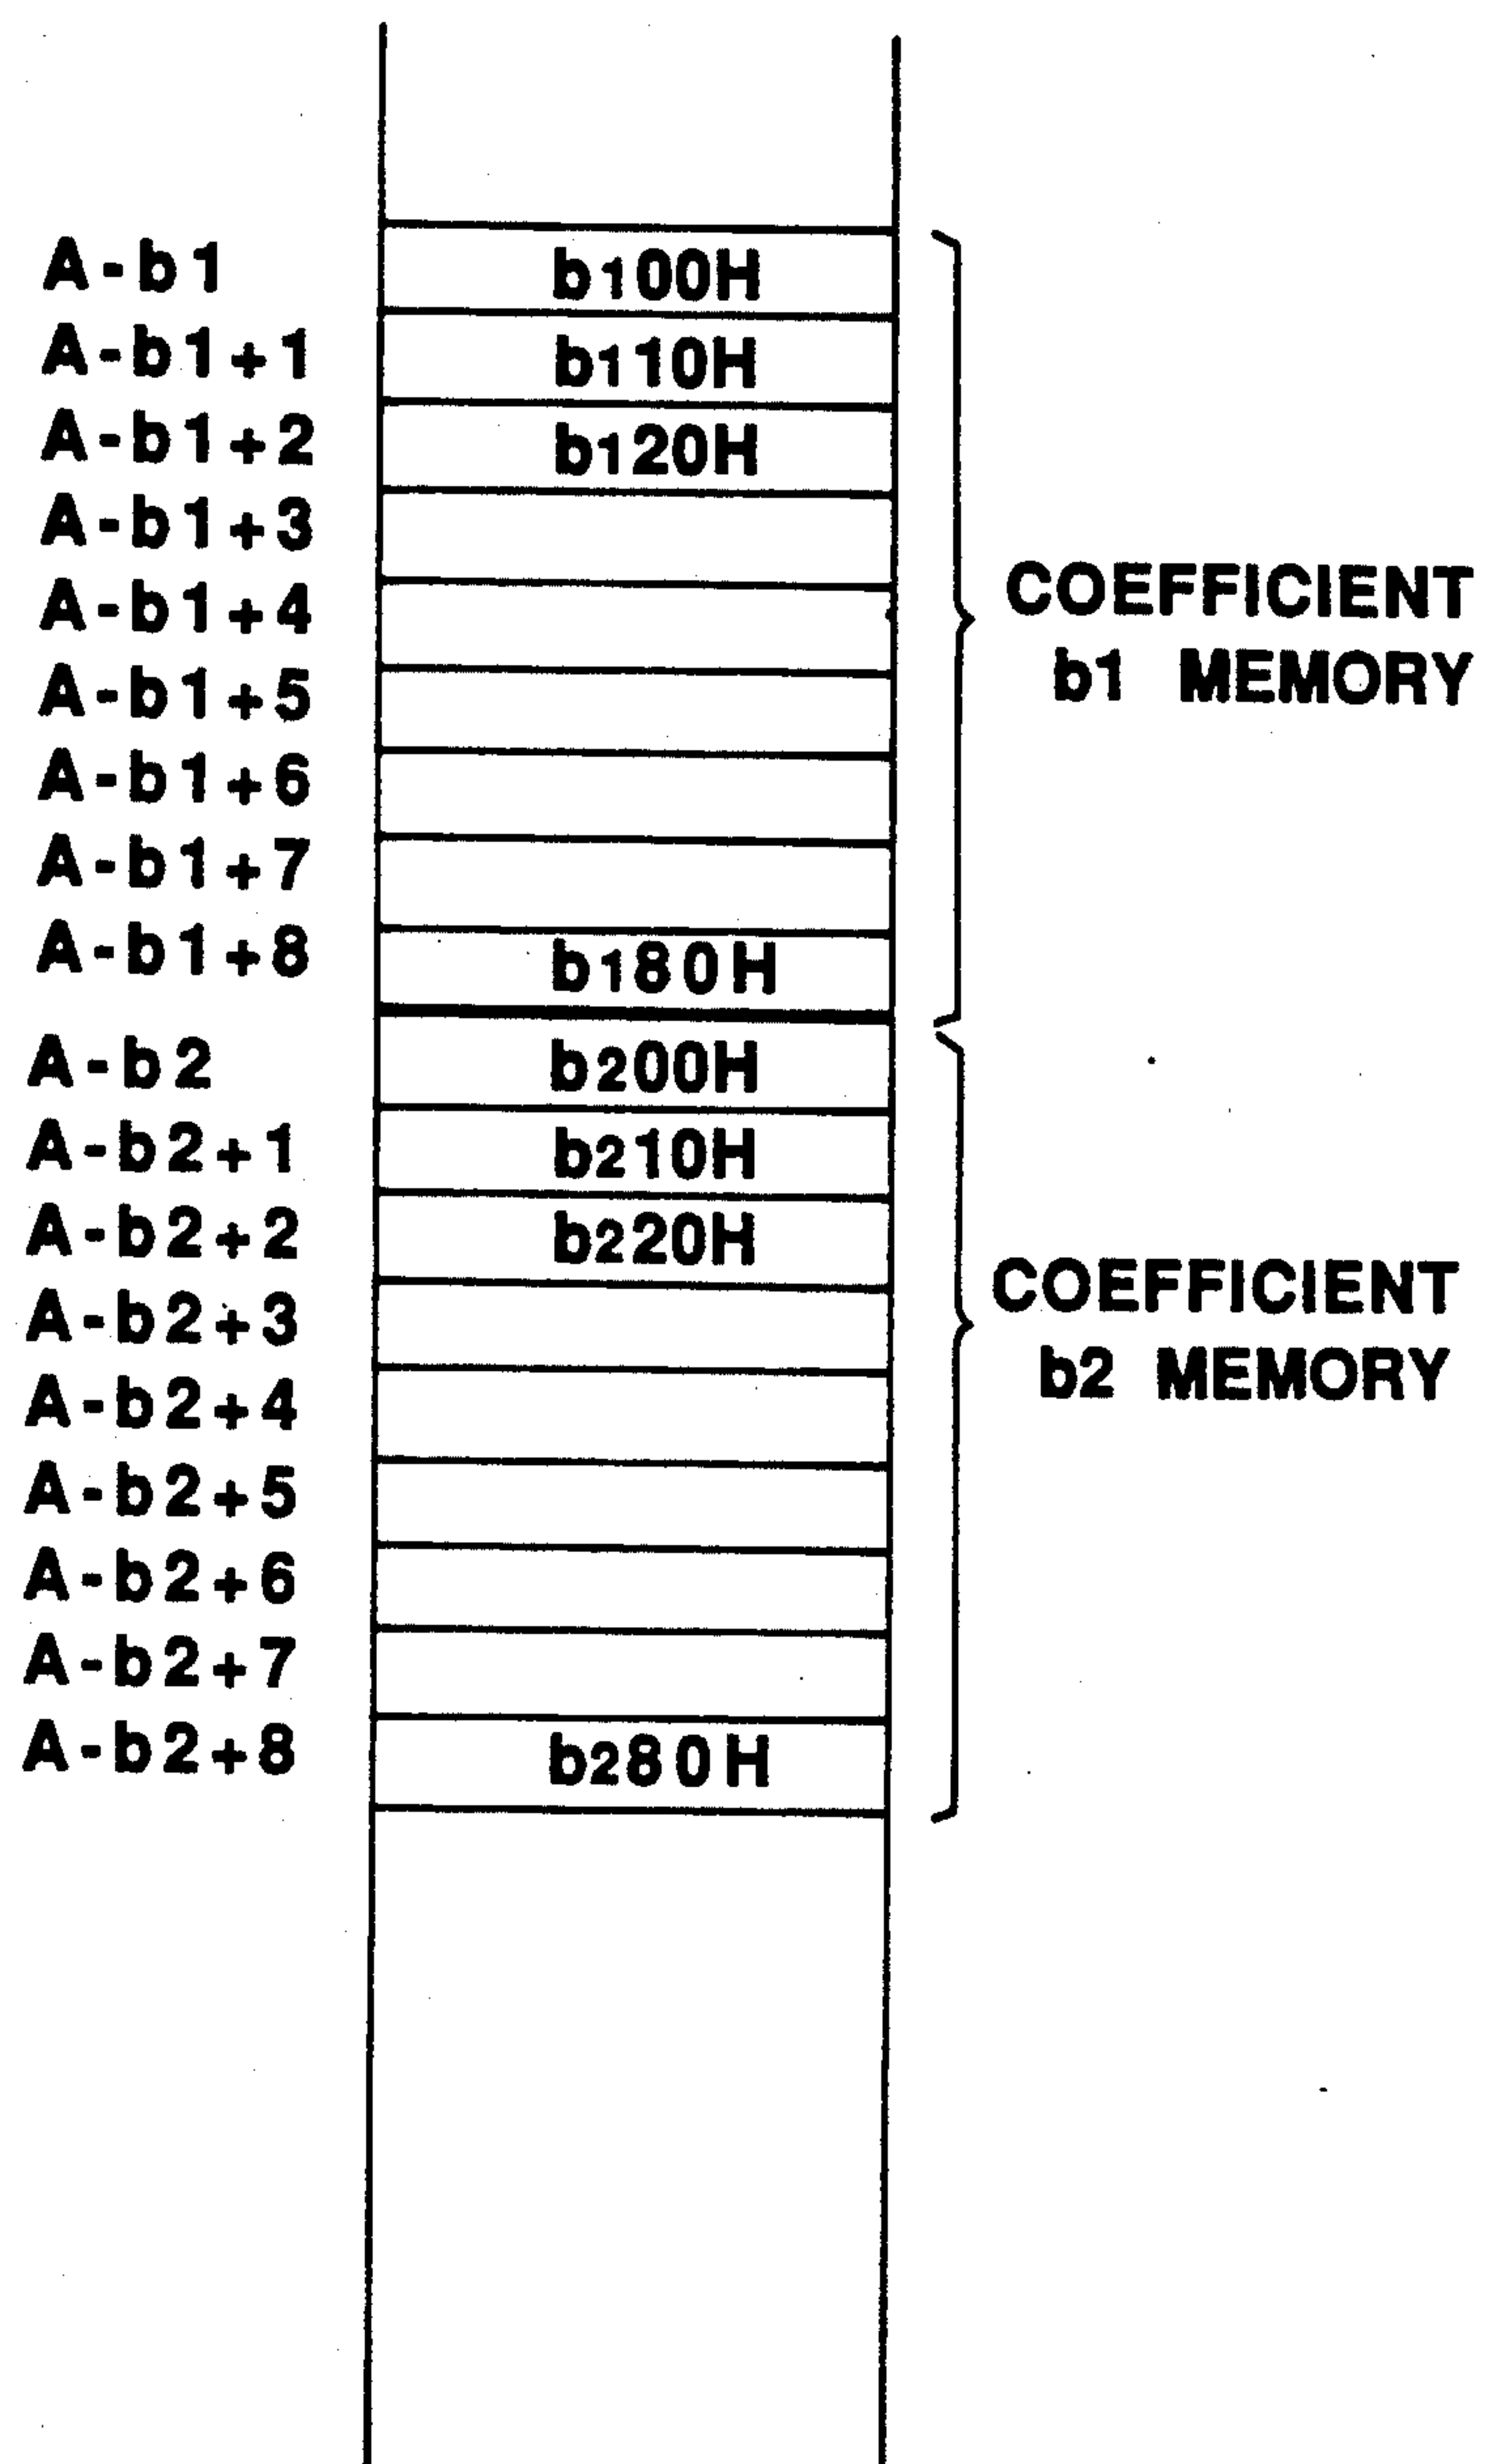 A-b1 b100H
A-b1+1 b110H
A-b1+2 b120H
A-b1+3
A-b1+4
A-b1+5
A-b1+6
A-b1+7
A-b1+8 b180H
COEFFICIENT
b1 MEMORY
A-b2 b200H
A-b2+1 b210H
A-b2+2 b220H
A-b2+3
A-b2+4
A-b2+5
A-b2+6
A-b2+7
A-b2+8 b280H
COEFFICIENT
b2 MEMORY